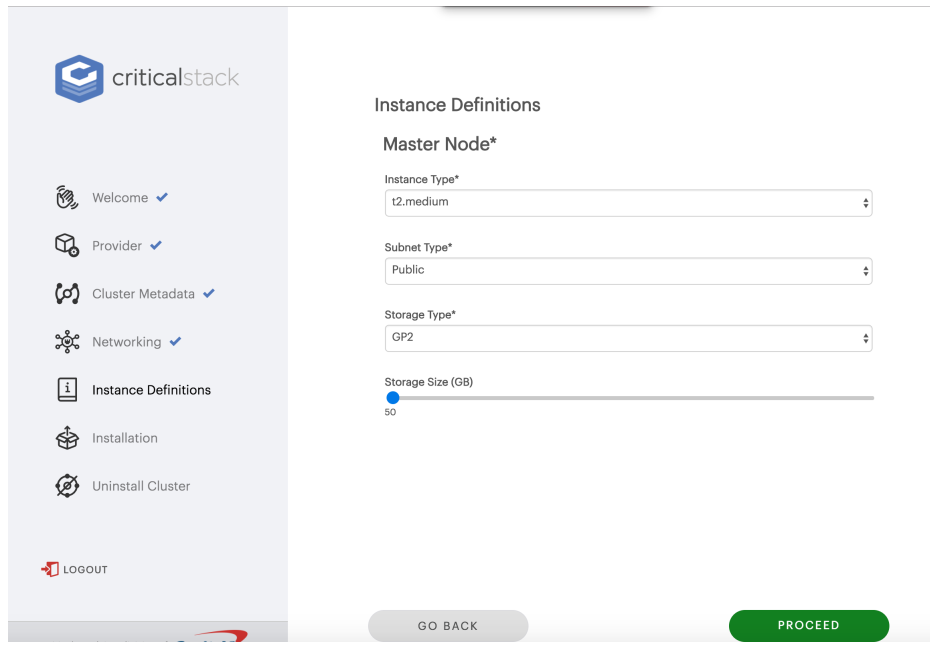 criticalstack
Welcome
Provider
Cluster Metadata
Networking
Instance Definitions
Installation
Uninstall Cluster
LOGOUT
Instance Definitions
Master Node*
Instance Type*
t2.medium
Subnet Type*
Public
Storage Type*
GP2
Storage Size (GB)
50
GO BACK
PROCEED